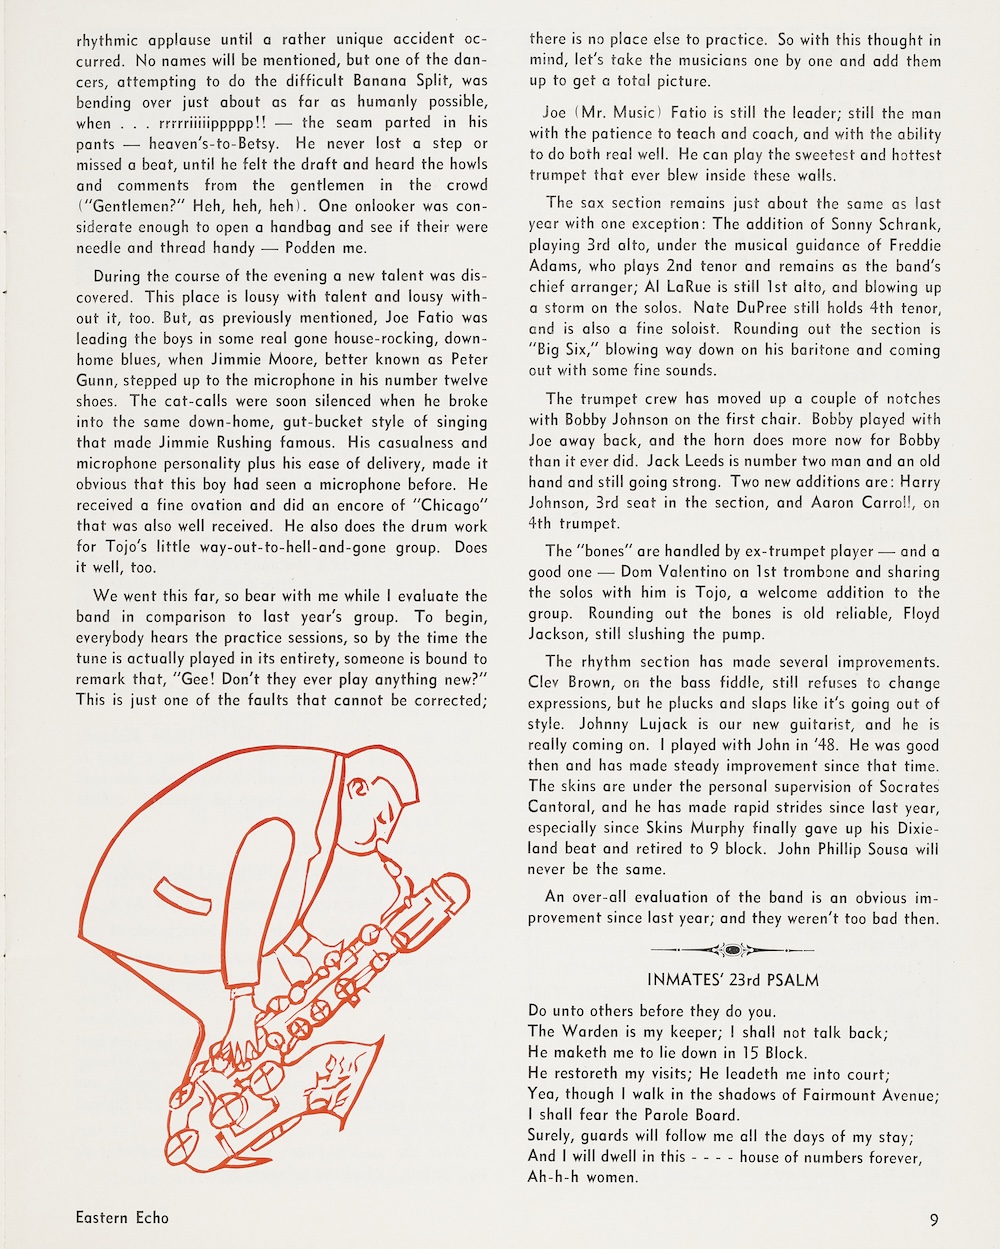 rhythmic applause until a rather unique accident oc-
curred. No names will be mentioned, but one of the dan-
cers, attempting to do the difficult Banana Split, was
bending over just about as far as humanly possible,
when . . . rrrrriiiiippppp!! — the seam parted in his
pants — heaven's-to-Betsy. He never lost a step or
missed a beat, until he felt the draft and heard the howls
and comments from the gentlemen in the crowd
("Gentlemen?" Heh, heh, heh). One onlooker was con-
siderate enough to open a handbag and see if their were
needle and thread handy — Podden me.
During the course of the evening a new talent was dis-
covered. This place is lousy with talent and lousy with-
out it, too. But, as previously mentioned, Joe Fatio was
leading the boys in some real gone house-rocking, down-
home blues, when Jimmie Moore, better known as Peter
Gunn, stepped up to the microphone in his number twelve
shoes. The cat-calls were soon silenced when he broke
into the same down-home, gut-bucket style of singing
that made Jimmie Rushing famous. His casualness and
microphone personality plus his ease of delivery, made it
obvious that this boy had seen a microphone before. He
received a fine ovation and did an encore of "Chicago"
that was also well received. He also does the drum work
for Tojo's little way-out-to-hell-and-gone group. Does
it well, too.
We went this far, so bear with me while I evaluate the
band in comparison to last year's group. To begin,
everybody hears the practice sessions, so by the time the
tune is actually played in its entirety, someone is bound to
remark that, "Gee! Don't they ever play anything new?"
This is just one of the faults that cannot be corrected;
there is no place else to practice. So with this thought in
mind, let's take the musicians one by one and add them
up to get a total picture.
Joe (Mr. Music) Fatio is still the leader; still the man
with the patience to teach and coach, and with the ability
to do both real well. He can play the sweetest and hottest
trumpet that ever blew inside these walls.
The sax section remains just about the same as last
year with one exception: The addition of Sonny Schrank,
playing 3rd alto, under the musical guidance of Freddie
Adams, who plays 2nd tenor and remains as the band's
chief arranger; Al LaRue is still 1st alto, and blowing up
a storm on the solos. Nate DuPree still holds 4th tenor,
and is also a fine soloist. Rounding out the section is
"Big Six," blowing way down on his baritone and coming
out with some fine sounds.
The trumpet crew has moved up a couple of notches
with Bobby Johnson on the first chair. Bobby played with
Joe away back, and the horn does more now for Bobby
than it ever did. Jack Leeds is number two man and an old
hand and still going strong. Two new additions are: Harry
Johnson, 3rd seat in the section, and Aaron Carroll, on
4th trumpet.
The "bones" are handled by ex-trumpet player — and a
good one — Dom Valentino on 1st trombone and sharing
the solos with him is Tojo, a welcome addition to the
group. Rounding out the bones is old reliable, Floyd
Jackson, still slushing the pump.
The rhythm section has made several improvements.
Clev Brown, on the bass fiddle, still refuses to change
expressions, but he plucks and slaps like it's going out of
style. Johnny Lujack is our new guitarist, and he is
really coming on. I played with John in '48. He was good
then and has made steady improvement since that time.
The skins are under the personal supervision of Socrates
Cantoral, and he has made rapid strides since last year,
especially since Skins Murphy finally gave up his Dixie-
land beat and retired to 9 block. John Phillip Sousa will
never be the same.
An over-all evaluation of the band is an obvious im-
provement since last year; and they weren't too bad then.
INMATES' 23rd PSALM
Do unto others before they do you.
The Warden is my keeper; I shall not talk back;
He maketh me to lie down in 15 Block.
He restoreth my visits; He leadeth me into court;
Yea, though I walk in the shadows of Fairmount Avenue;
I shall fear the Parole Board.
Surely, guards will follow me all the days of my stay;
And I will dwell in this - - - - house of numbers forever,
Ah-h-h women.
Eastern Echo
9